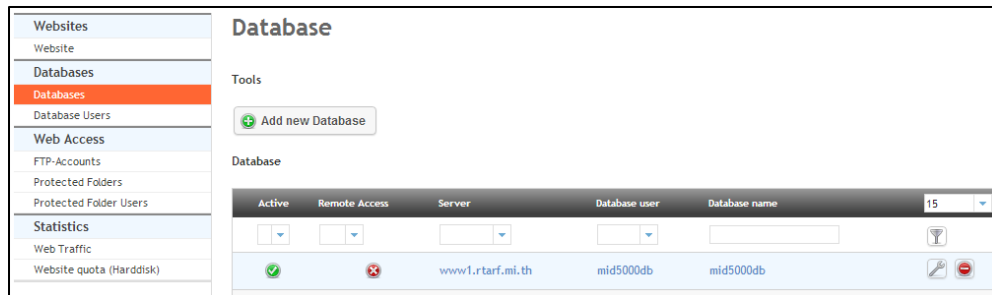 Websites
Website
Databases
Databases
Database Users
Web Access
FTP-Accounts
Protected Folders
Protected Folder Users
Statistics
Web Traffic
Website quota (Harddisk)
Database
Tools
Add new Database
Database
Active Remote Access Server Database user Database name 15
www1.rtarf.mi.th mid5000db mid5000db